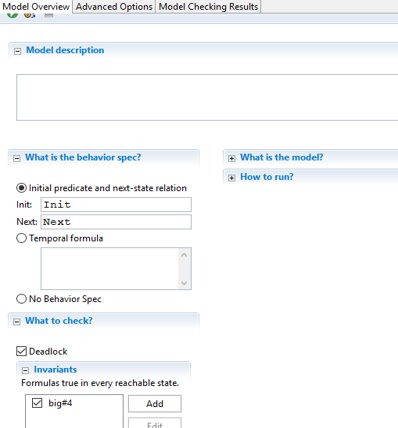 Model Overview Advanced Options Model Checking Results
Model description
What is the behavior spec?
What is the model?
How to run?
Initial predicate and next-state relation
Init: Init
Next: Next
Temporal formula
No Behavior Spec
What to check?
Deadlock
Invariants
Formulas true in every reachable state.
big#4
Add
Edit